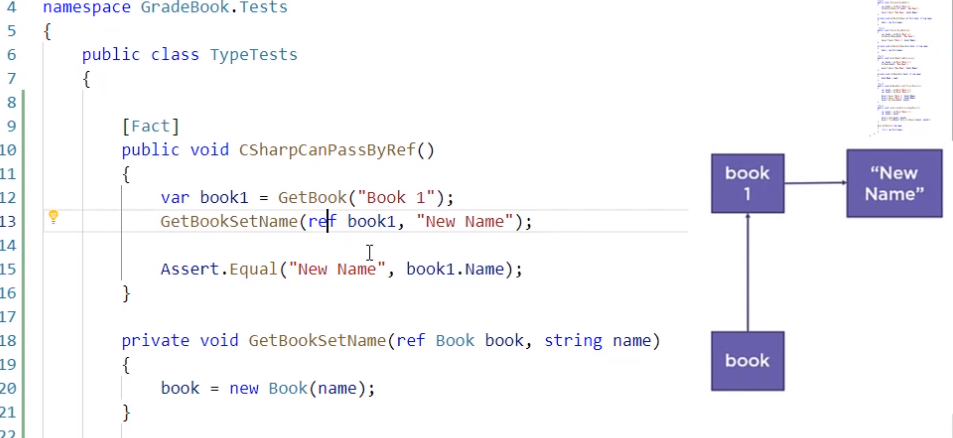 4 namespace GradeBook.Tests
5 {
6 public class TypeTests
7 {
8
9 [Fact]
10 public void CSharpCanPassByRef()
11 {
12 var book1 = GetBook("Book 1");
13 GetBookSetName(ref book1, "New Name");
14
15 Assert.Equal("New Name", book1.Name);
16 }
17
18 private void GetBookSetName(ref Book book, string name)
19 {
20 book = new Book(name);
21 }
22
book
1
“New
Name”
book